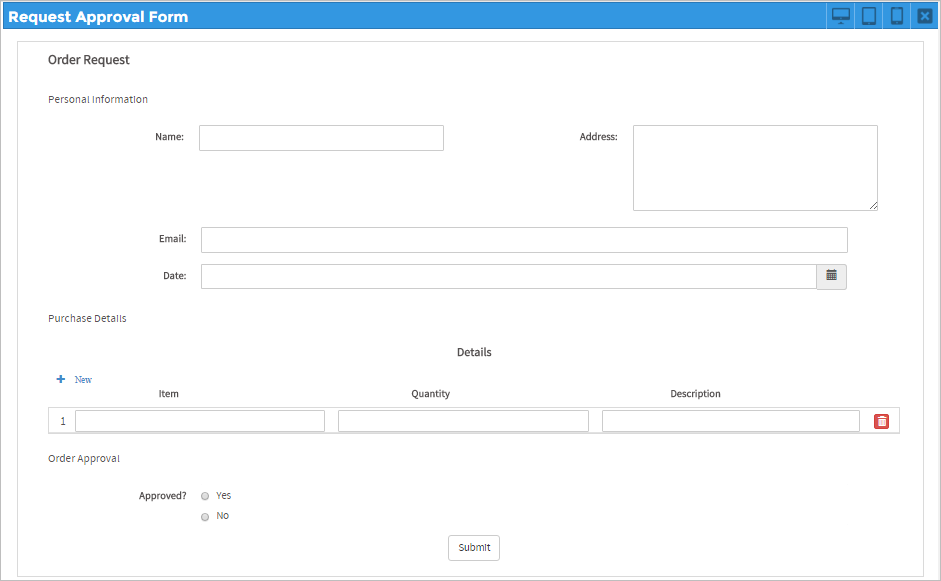 Request Approval Form
Order Request
Personal Information
Name:
Address:
Email:
Date:
Purchase Details
Details
New
Item Quantity Description
1
Order Approval
Approved? Yes
No
Submit